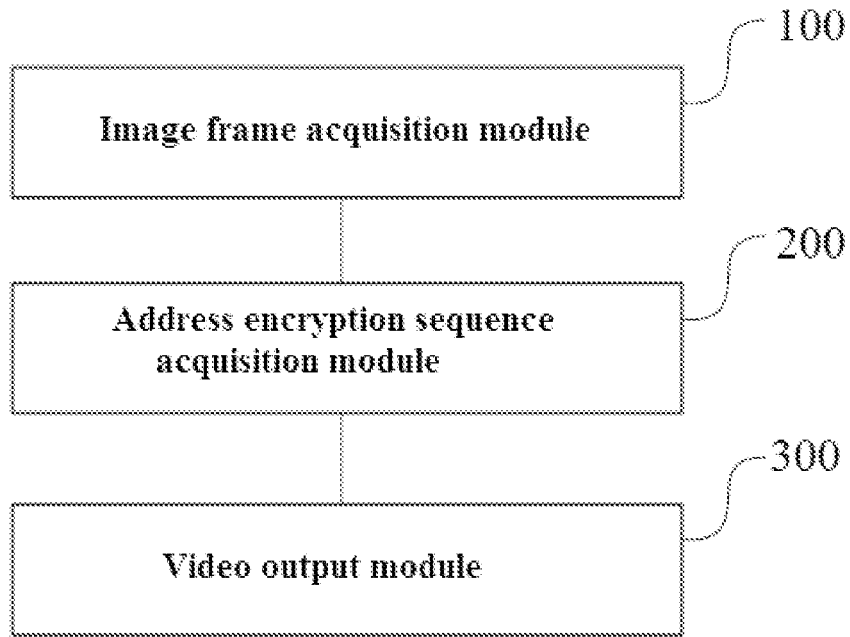 100
Image frame acquisition module
200
Address encryption sequence
acquisition module
300
Video output module